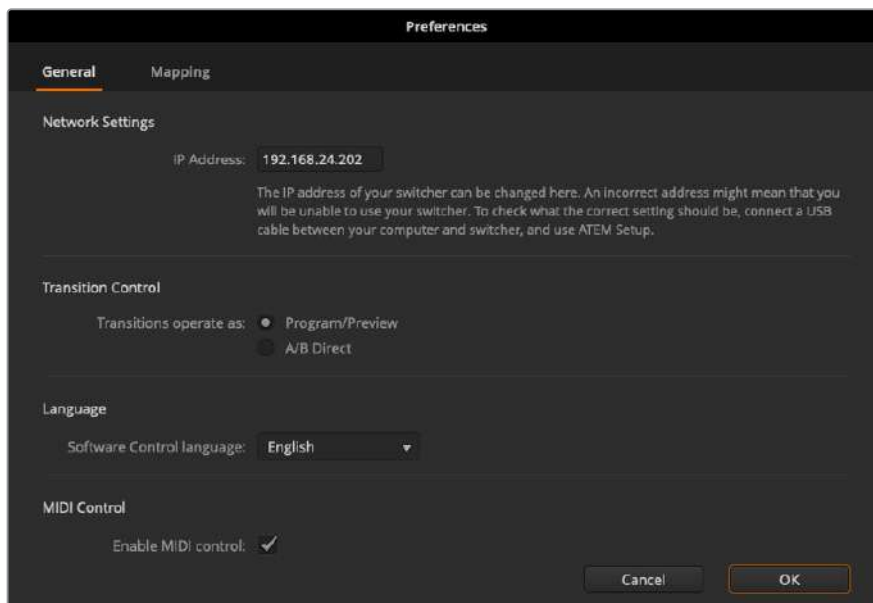 Preferences
General Mapping
Network Settings
IP Address: 192.168.24.202
The IP address of your switcher can be changed here. An incorrect address might mean that you
will be unable to use your switcher. To check what the correct setting should be, connect a USB
cable between your computer and switcher, and use ATEM Setup.
Transition Control
Transitions operate as: Program/Preview
A/B Direct
Language
Software Control language: English
MIDI Control
Enable MIDI control:
Cancel OK